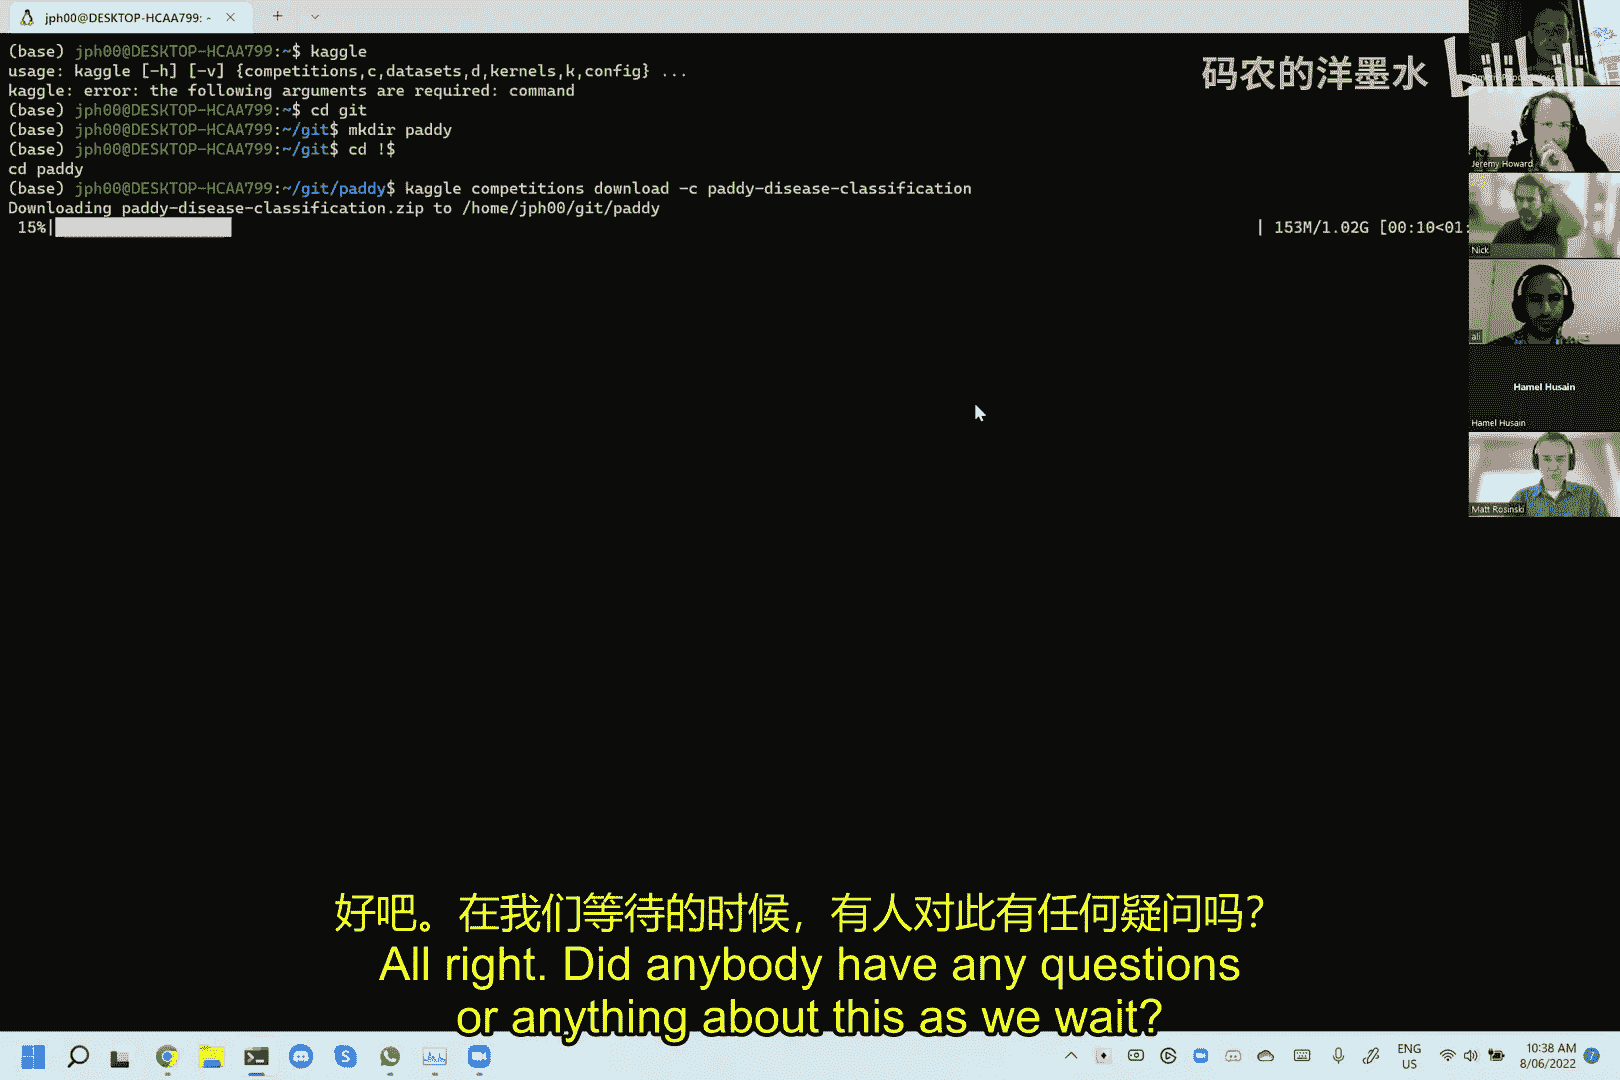 jph00@DESKTOP-HCAA799: ~
(base) jph00@DESKTOP-HCAA799:~$ kaggle
usage: kaggle [-h] [-v] {competitions,c,datasets,d,kernels,k,config} ...
kaggle: error: the following arguments are required: command
(base) jph00@DESKTOP-HCAA799:~$ cd git
(base) jph00@DESKTOP-HCAA799:~/git$ mkdir paddy
(base) jph00@DESKTOP-HCAA799:~/git$ cd !$
cd paddy
(base) jph00@DESKTOP-HCAA799:~/git/paddy$ kaggle competitions download -c paddy-disease-classification
Downloading paddy-disease-classification.zip to /home/jph00/git/paddy
15%| | 153M/1.02G [00:10<01:
码农的洋墨水 bilibili
Jeremy Howard
Nick
ali
Hamel Husain
Hamel Husain
Matt Rosinski
好吧。在我们等待的时候，有人对此有任何疑问吗？
All right. Did anybody have any questions
or anything about this as we wait?
ENG
US
10:38 AM
8/06/2022
7